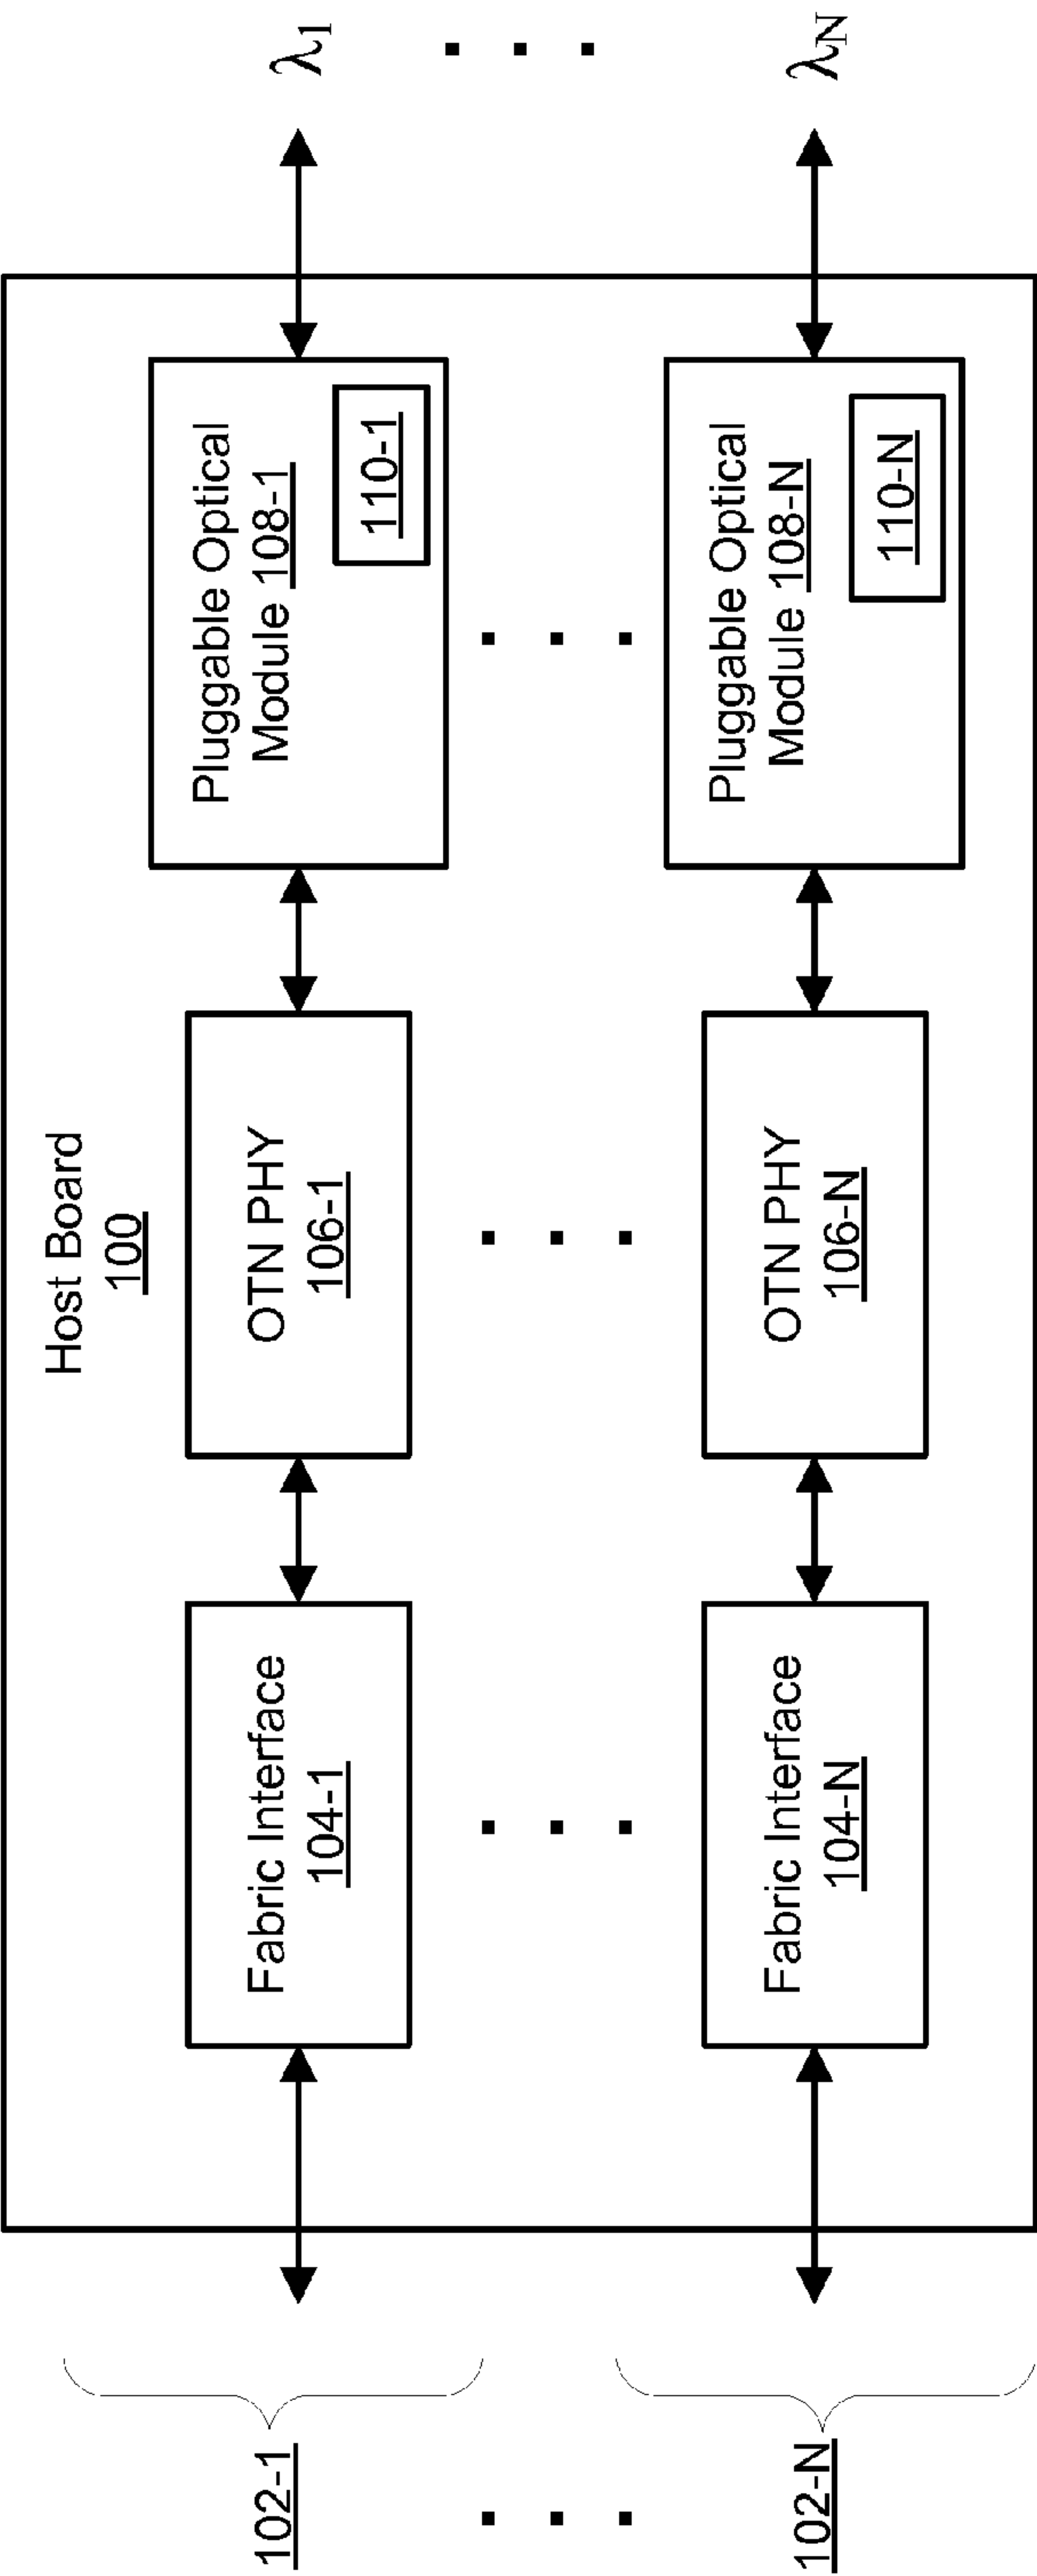 Host Board
100
102-1
Fabric Interface
104-1
OTN PHY
106-1
Pluggable Optical
Module 108-1
110-1
λ1
102-N
Fabric Interface
104-N
OTN PHY
106-N
Pluggable Optical
Module 108-N
110-N
λN